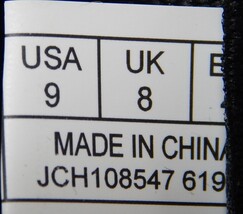 USA UK E
9 8
MADE IN CHINA
JCH108547 619